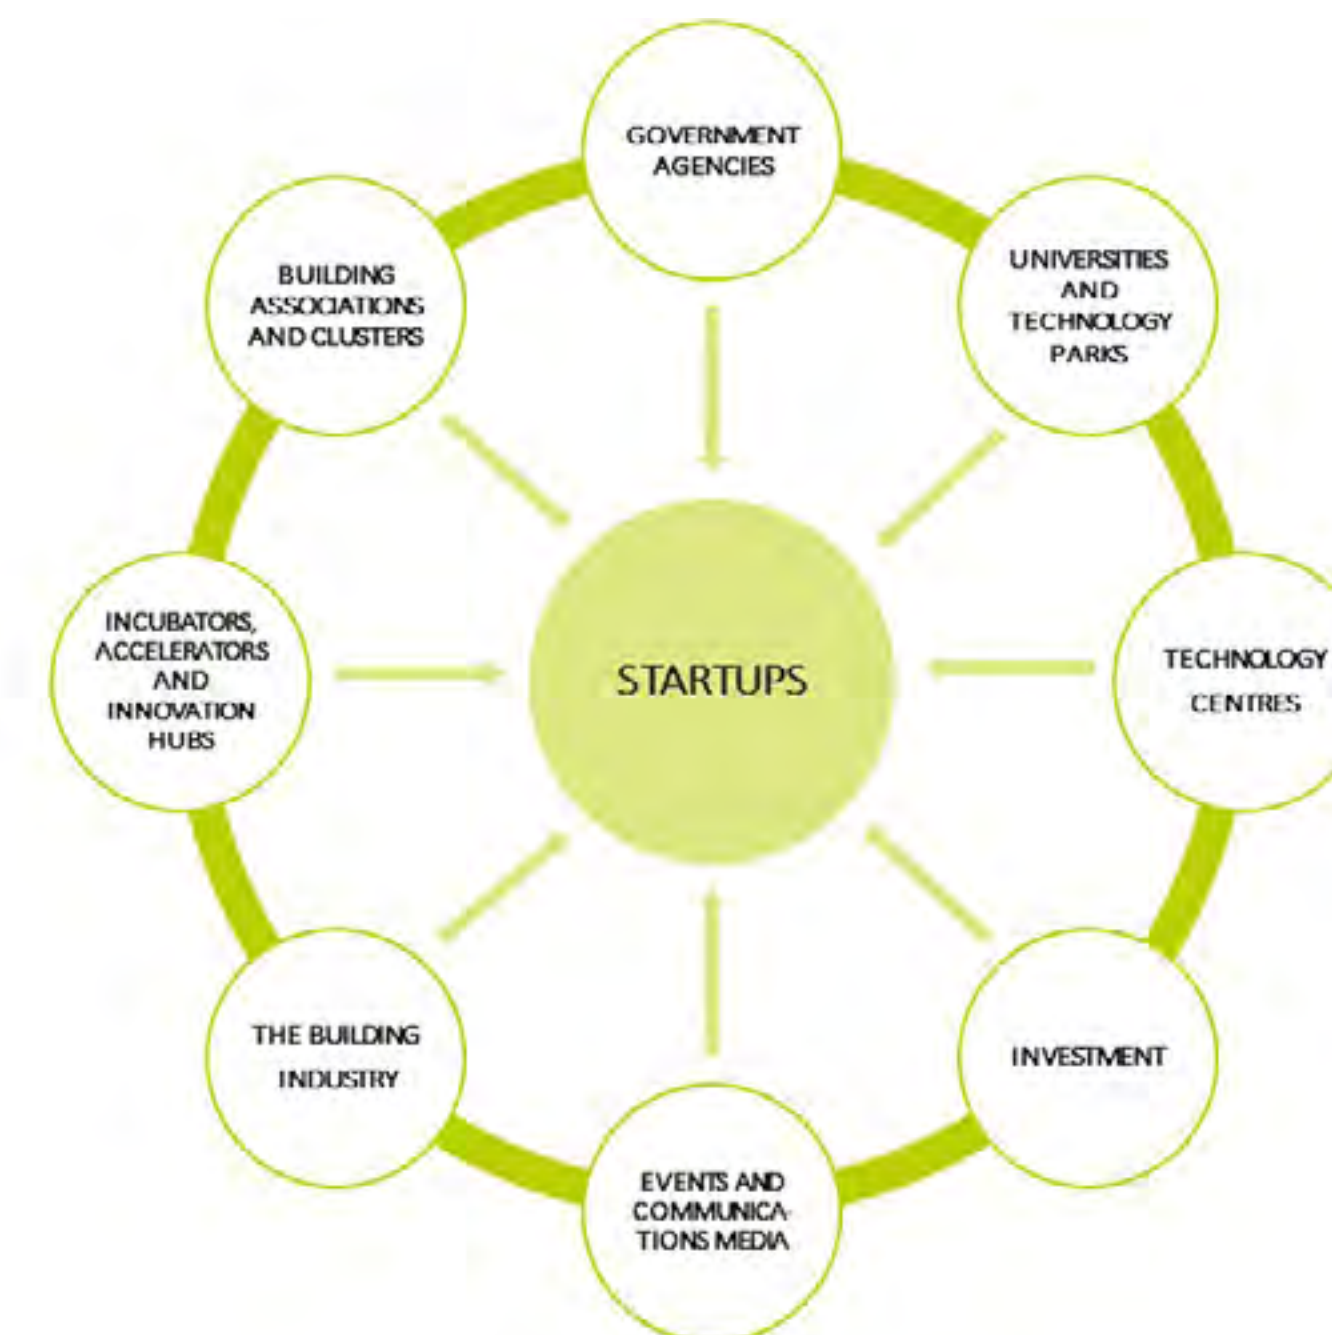 GOVERNMENT
AGENCIES
UNIVERSITIES
AND
TECHNOLOGY
PARKS
BUILDING
ASSOCIATIONS
AND CLUSTERS
INCUBATORS,
ACCELERATORS
AND
INNOVATION
HUBS
STARTUPS
TECHNOLOGY
CENTRES
THE BUILDING
INDUSTRY
INVESTMENT
EVENTS AND
COMMUNICA-
TIONS MEDIA